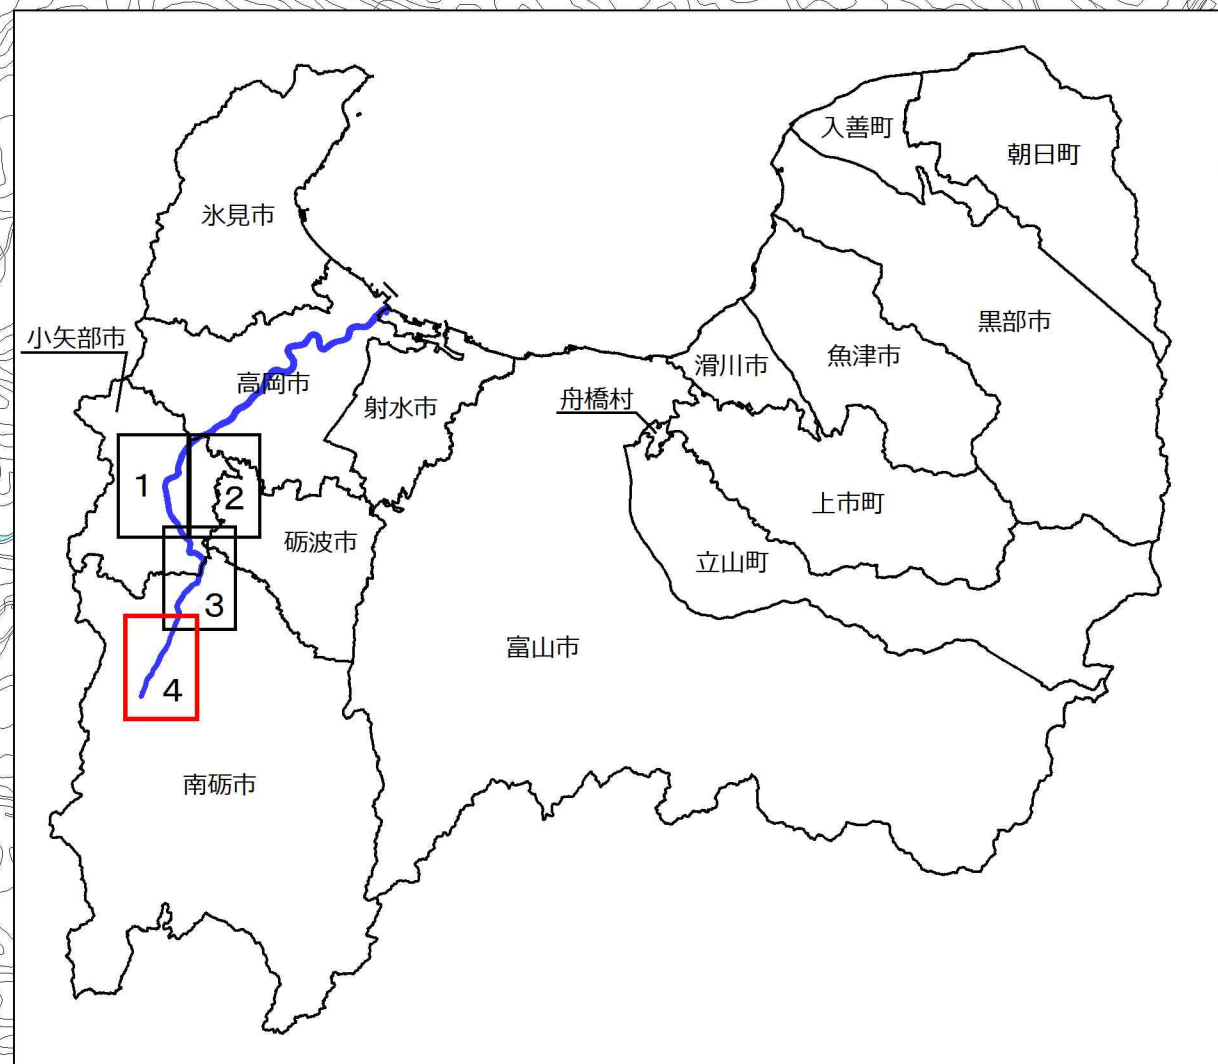 入善町
朝日町
氷見市
黒部市
小矢部市
魚津市
滑川市
高岡市
舟橋村
射水市
1
2
上市町
砺波市
立山町
3
富山市
4
南砺市